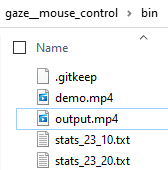 gaze__mouse_control > bin
Name
.gitkeep
demo.mp4
output.mp4
stats_23_10.txt
stats_23_20.txt